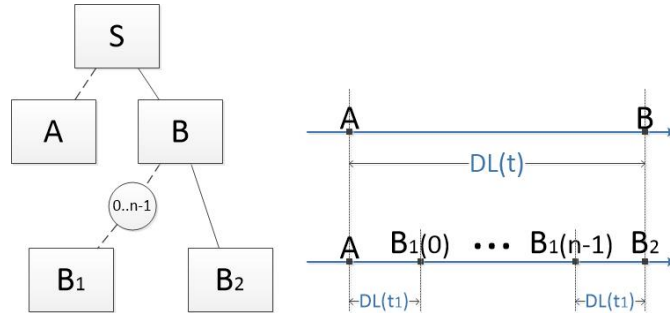 S
A B
0..n-1
B₁ B₂
A B
DL(t)
A B₁(0) ••• B₁(n-1) B₂
DL(t₁) DL(t₁)